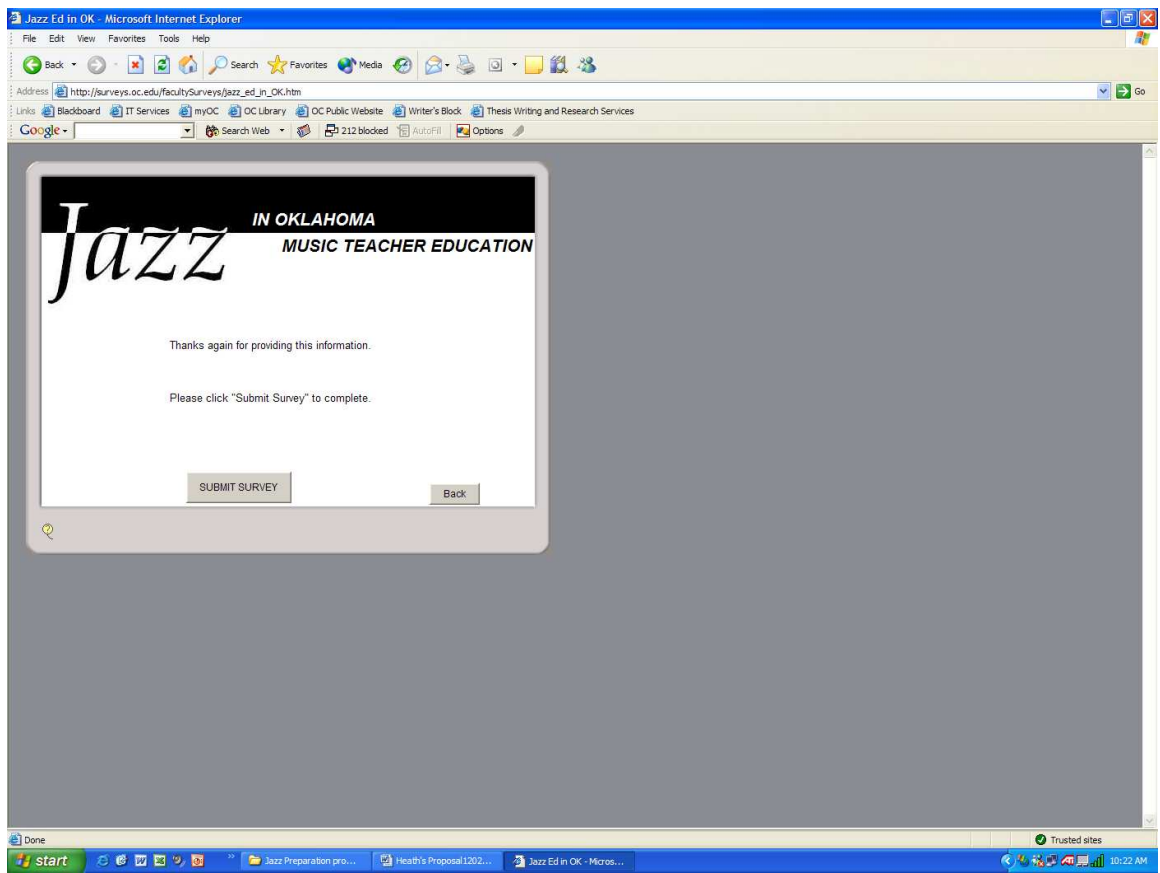 Jazz Ed in OK - Microsoft Internet Explorer
File Edit View Favorites Tools Help
Back Search Favorites Media
Address http://surveys.oc.edu/facultySurveys/jazz_ed_in_OK.htm Go
Links Blackboard IT Services myOC OC Library OC Public Website Writer's Block Thesis Writing and Research Services
Google Search Web 212 blocked AutoFill Options
Jazz
IN OKLAHOMA
MUSIC TEACHER EDUCATION
Thanks again for providing this information.
Please click "Submit Survey" to complete.
SUBMIT SURVEY
Back
Done Trusted sites
start Jazz Preparation pro... Heath's Proposal1202... Jazz Ed in OK - Micros... 10:22 AM